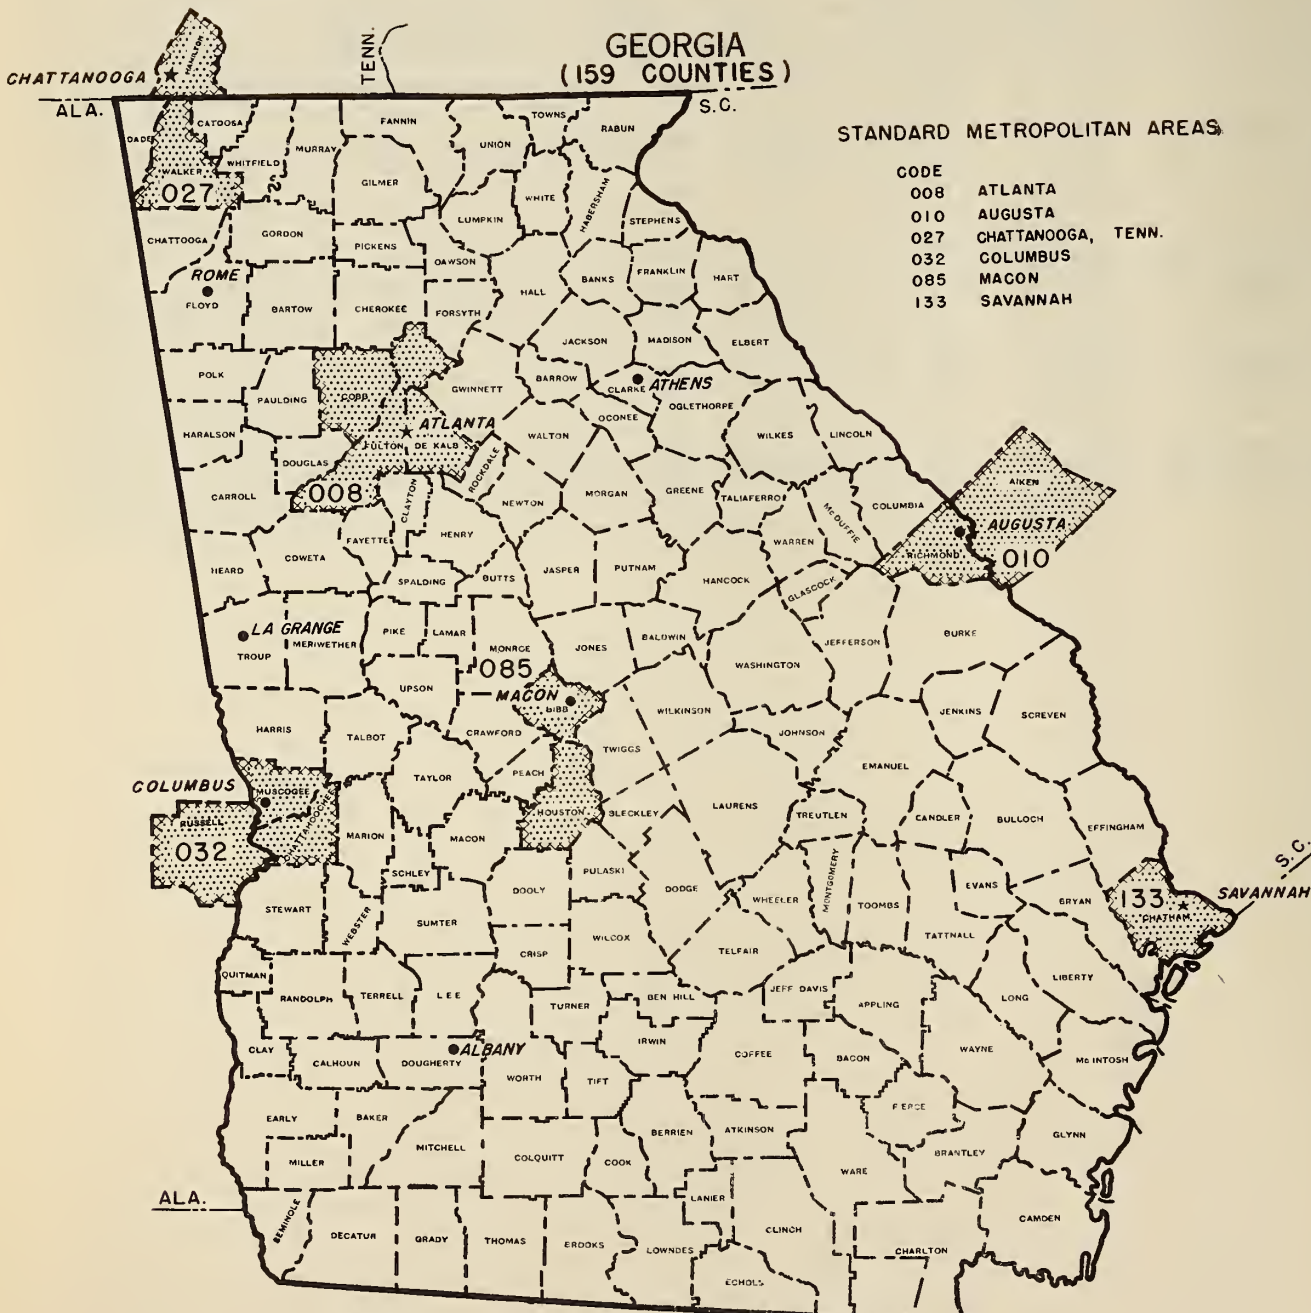 GEORGIA
(159 COUNTIES)
TENN.
HAMILTON
CHATTANOOGA
ALA.
S.C.
STANDARD METROPOLITAN AREAS
CODE
008 ATLANTA
010 AUGUSTA
027 CHATTANOOGA, TENN.
032 COLUMBUS
085 MACON
133 SAVANNAH
DADE
CATOOSA
WALKER
027
WHITFIELD
MURRAY
FANNIN
GILMER
UNION
TOWNS
RABUN
LUMPKIN
WHITE
HABERSHAM
STEPHENS
CHATTOOGA
GORDON
PICKENS
DAWSON
ROME
FLOYD
BARTOW
CHEROKEE
FORSYTH
HALL
BANKS
FRANKLIN
HART
JACKSON
MADISON
ELBERT
POLK
PAULDING
COBB
GWINNETT
BARROW
CLARKE
ATHENS
OCONEE
OGLETHORPE
HARALSON
DOUGLAS
ATLANTA
FULTON
DE KALB
WALTON
WILKES
LINCOLN
CARROLL
008
CLAYTON
ROCKDALE
NEWTON
MORGAN
GREENE
TALIAFERRO
McDUFFIE
COLUMBIA
AIKEN
AUGUSTA
RICHMOND
010
HEARD
COWETA
FAYETTE
HENRY
SPALDING
BUTTS
JASPER
PUTNAM
HANCOCK
WARREN
GLASCOCK
LA GRANGE
TROUP
MERIWETHER
PIKE
LAMAR
MONROE
085
JONES
BALDWIN
WASHINGTON
JEFFERSON
BURKE
UPSON
MACON
BIBB
WILKINSON
JENKINS
SCREVEN
HARRIS
TALBOT
CRAWFORD
TWIGGS
JOHNSON
EMANUEL
COLUMBUS
MUSCOGEE
TAYLOR
PEACH
HOUSTON
BLECKLEY
LAURENS
TREUTLEN
CANDLER
BULLOCH
EFFINGHAM
RUSSELL
032
CHATTAHOOCHEE
MARION
MACON
SCHLEY
DOOLY
PULASKI
DODGE
WHEELER
MONTGOMERY
TOOMBS
EVANS
BRYAN
133
CHATHAM
SAVANNAH
S.C.
STEWART
WEBSTER
SUMTER
CRISP
WILCOX
TELFAIR
TATTNALL
LIBERTY
QUITMAN
RANDOLPH
TERRELL
LEE
TURNER
BEN HILL
JEFF DAVIS
APPLING
LONG
CLAY
CALHOUN
DOUGHERTY
ALBANY
WORTH
TIFT
IRWIN
COFFEE
BACON
WAYNE
McINTOSH
EARLY
BAKER
MITCHELL
MILLER
COLQUITT
COOK
BERRIEN
ATKINSON
PIERCE
WARE
BRANTLEY
GLYNN
ALA.
SEMINOLE
DECATUR
GRADY
THOMAS
BROOKS
LANIER
LOWNDES
CLINCH
ECHOLS
CHARLTON
CAMDEN